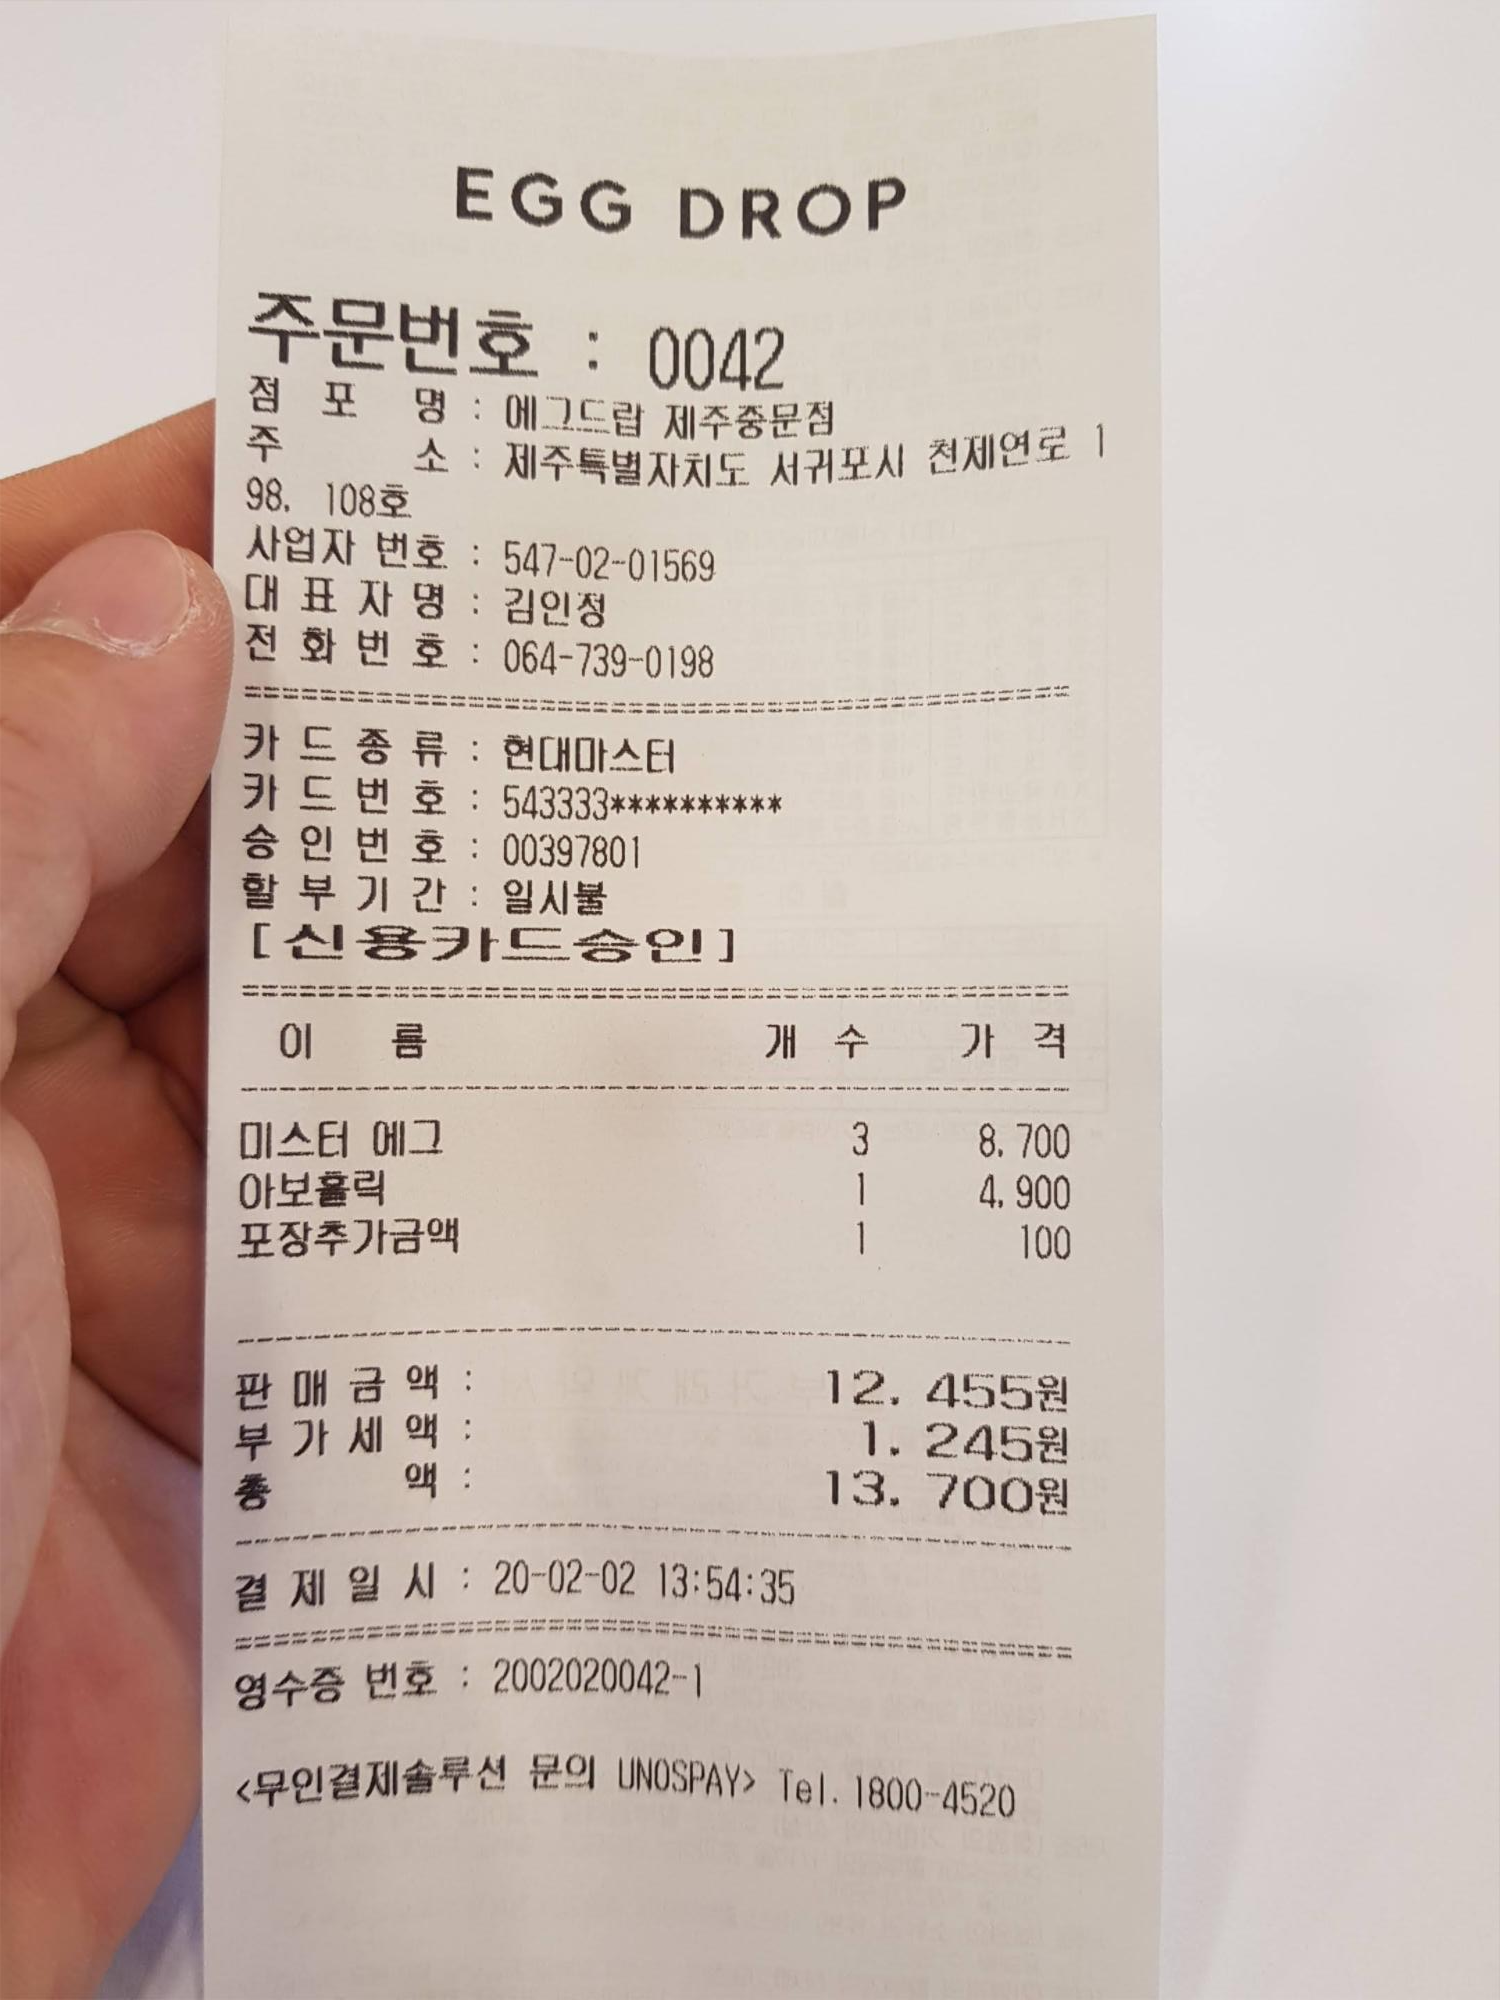 EGG DROP
주문번호 : 0042
점 포 명 : 에그드랍 제주중문점
주 소 : 제주특별자치도 서귀포시 천제연로 1
98, 108호
사업자 번호 : 547-02-01569
대 표 자 명 : 김인정
전 화 번 호 : 064-739-0198
카 드 종 류 : 현대마스터
카 드 번 호 : 543333**********
승 인 번 호 : 00397801
할 부 기 간 : 일시불
[신용카드승인]
이 름 개 수 가 격
미스터 에그 3 8,700
아보홀릭 1 4,900
포장추가금액 1 100
판 매 금 액 : 12,455원
부 가 세 액 : 1,245원
총 액 : 13,700원
결 제 일 시 : 20-02-02 13:54:35
영수증 번호 : 2002020042-1
<무인결제솔루션 문의 UNOSPAY> Tel.1800-4520